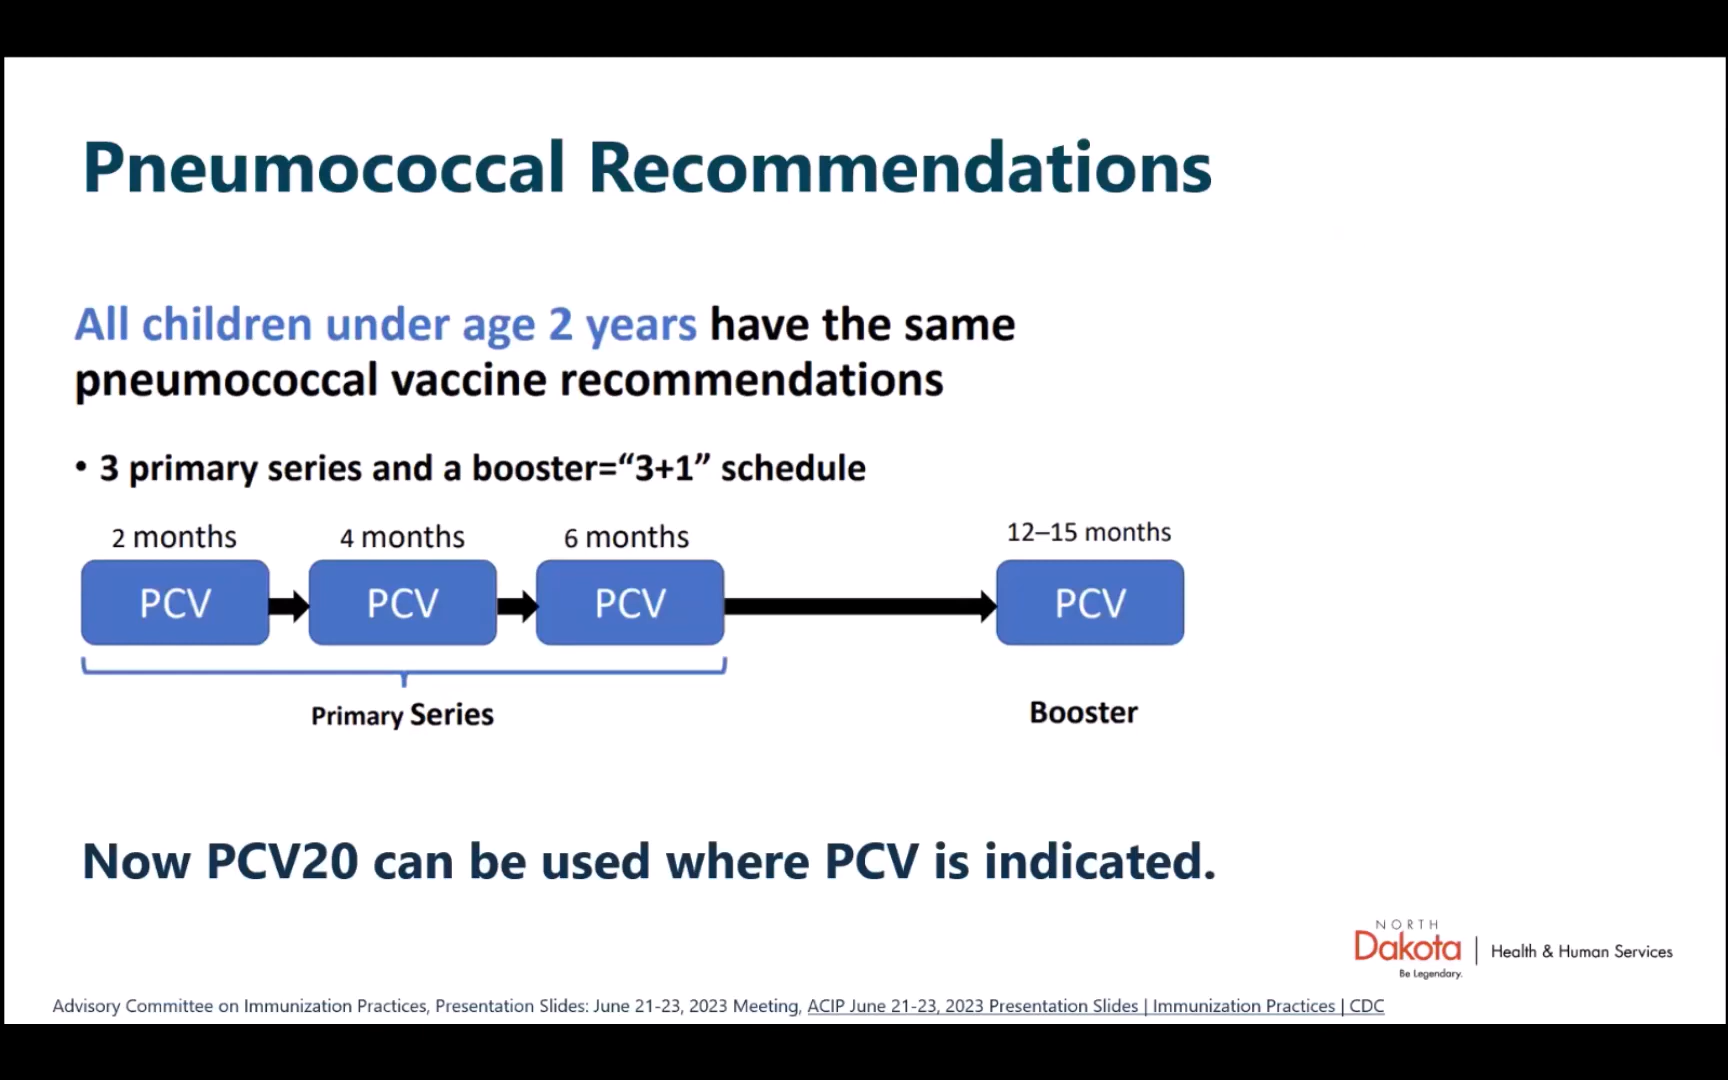 Pneumococcal Recommendations
All children under age 2 years have the same
pneumococcal vaccine recommendations
• 3 primary series and a booster=“3+1” schedule
2 months
4 months
6 months
12–15 months
PCV
PCV
PCV
PCV
Primary Series
Booster
Now PCV20 can be used where PCV is indicated.
NORTH
Dakota | Health & Human Services
Be Legendary.
Advisory Committee on Immunization Practices, Presentation Slides: June 21-23, 2023 Meeting, ACIP June 21-23, 2023 Presentation Slides | Immunization Practices | CDC